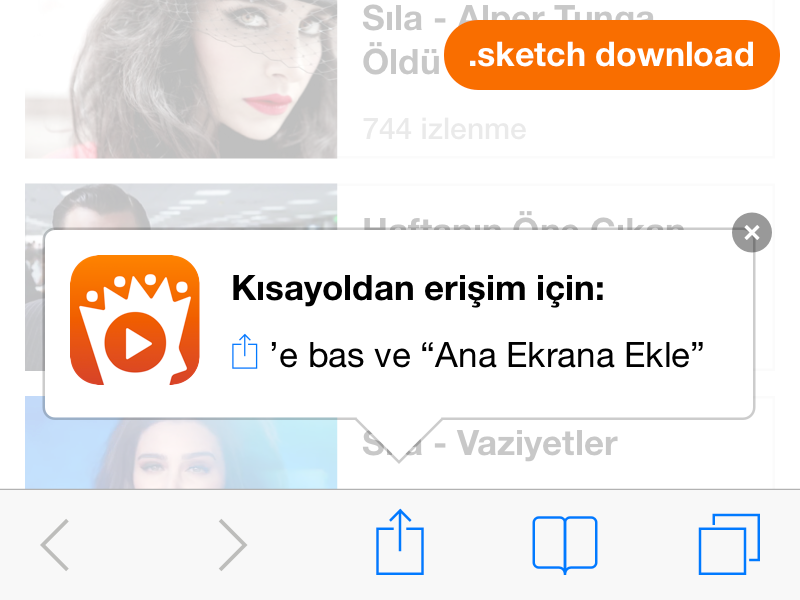 Sıla - Alper Tunga
Öldü
.sketch download
744 izlenme
Haftanın Öne Çıkan
Kısayoldan erişim için:
’e bas ve “Ana Ekrana Ekle”
Sıla - Vaziyetler